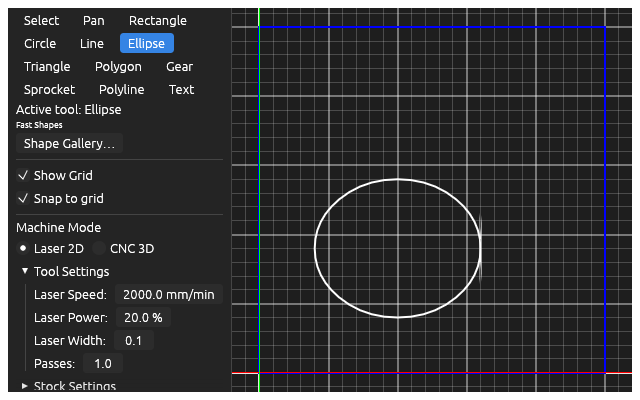 Select Pan Rectangle
Circle Line Ellipse
Triangle Polygon Gear
Sprocket Polyline Text
Active tool: Ellipse
Fast Shapes
Shape Gallery...
Show Grid
Snap to grid
Machine Mode
Laser 2D CNC 3D
Tool Settings
Laser Speed: 2000.0 mm/min
Laser Power: 20.0 %
Laser Width: 0.1
Passes: 1.0
Stock Settings